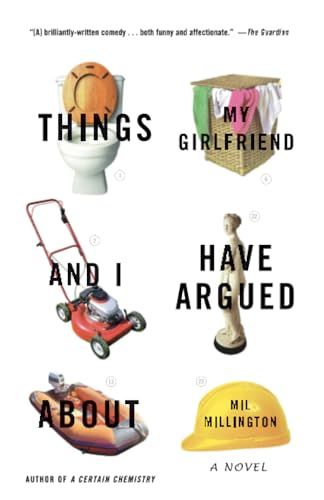 "[A] brilliantly-written comedy . . . both funny and affectionate." —The Guardian
THINGS
MY
GIRLFRIEND
AND I
HAVE
ARGUED
ABOUT
MIL
MILLINGTON
A NOVEL
AUTHOR OF A CERTAIN CHEMISTRY